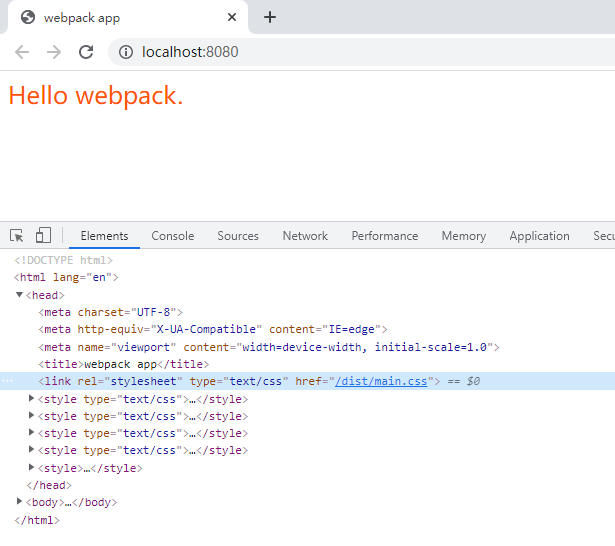 webpack app
localhost:8080
Hello webpack.
Elements Console Sources Network Performance Memory Application Secu
<!DOCTYPE html>
<html lang="en">
<head>
<meta charset="UTF-8">
<meta http-equiv="X-UA-Compatible" content="IE=edge">
<meta name="viewport" content="width=device-width, initial-scale=1.0">
<title>webpack app</title>
<link rel="stylesheet" type="text/css" href="/dist/main.css"> == $0
<style type="text/css">…</style>
<style type="text/css">…</style>
<style type="text/css">…</style>
<style type="text/css">…</style>
<style>…</style>
</head>
<body>…</body>
</html>